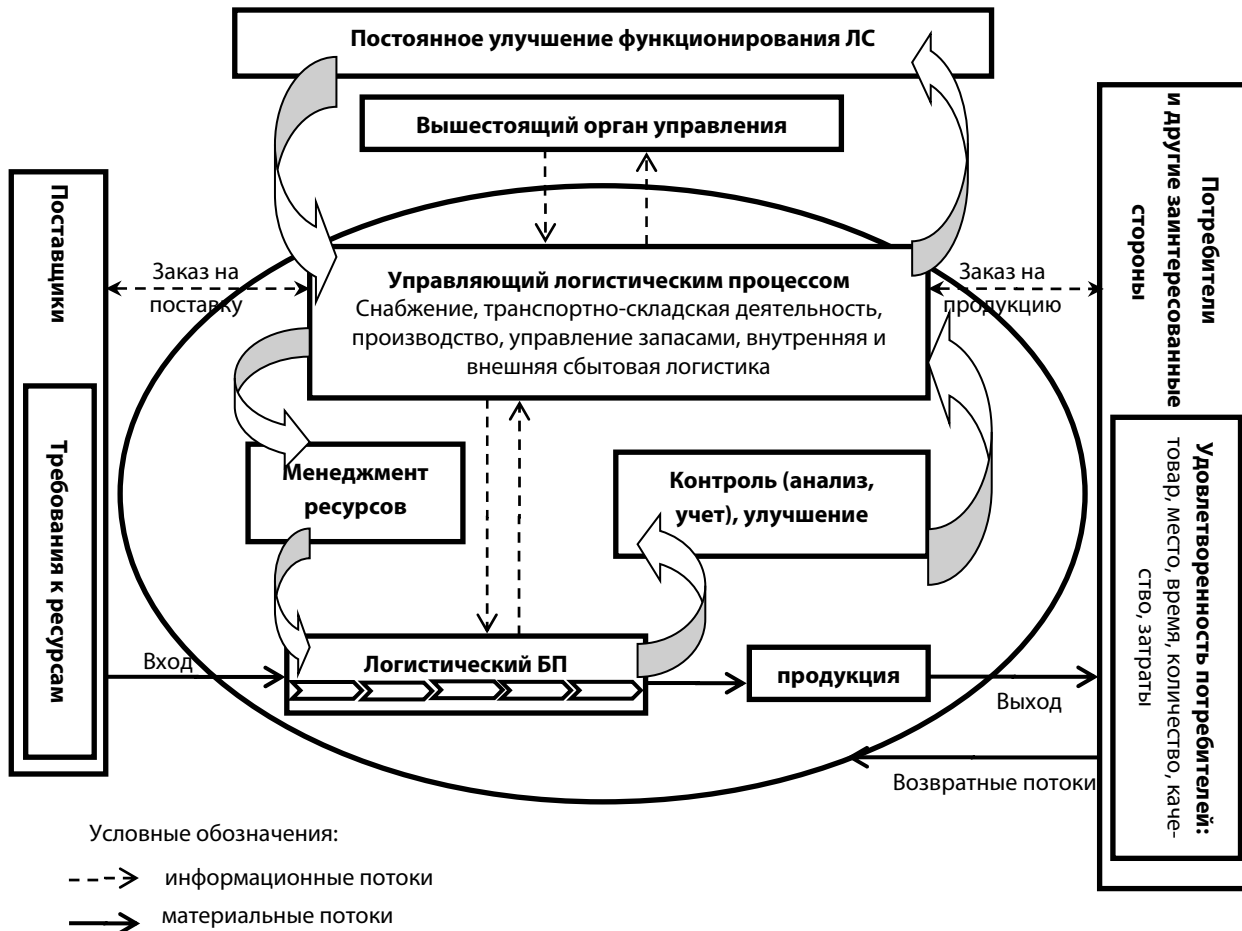 Постоянное улучшение функционирования ЛС
Вышестоящий орган управления
Поставщики
Требования к ресурсам
Заказ на
поставку
Управляющий логистическим процессом
Снабжение, транспортно-складская деятельность,
производство, управление запасами, внутренняя и
внешняя сбытовая логистика
Заказ на
продукцию
Потребители
и другие заинтересованные
стороны
Удовлетворенность потребителей:
товар, место, время, количество, каче-
ство, затраты
Менеджмент
ресурсов
Контроль (анализ,
учет), улучшение
Вход
Логистический БП
продукция
Выход
Возвратные потоки
Условные обозначения:
информационные потоки
материальные потоки